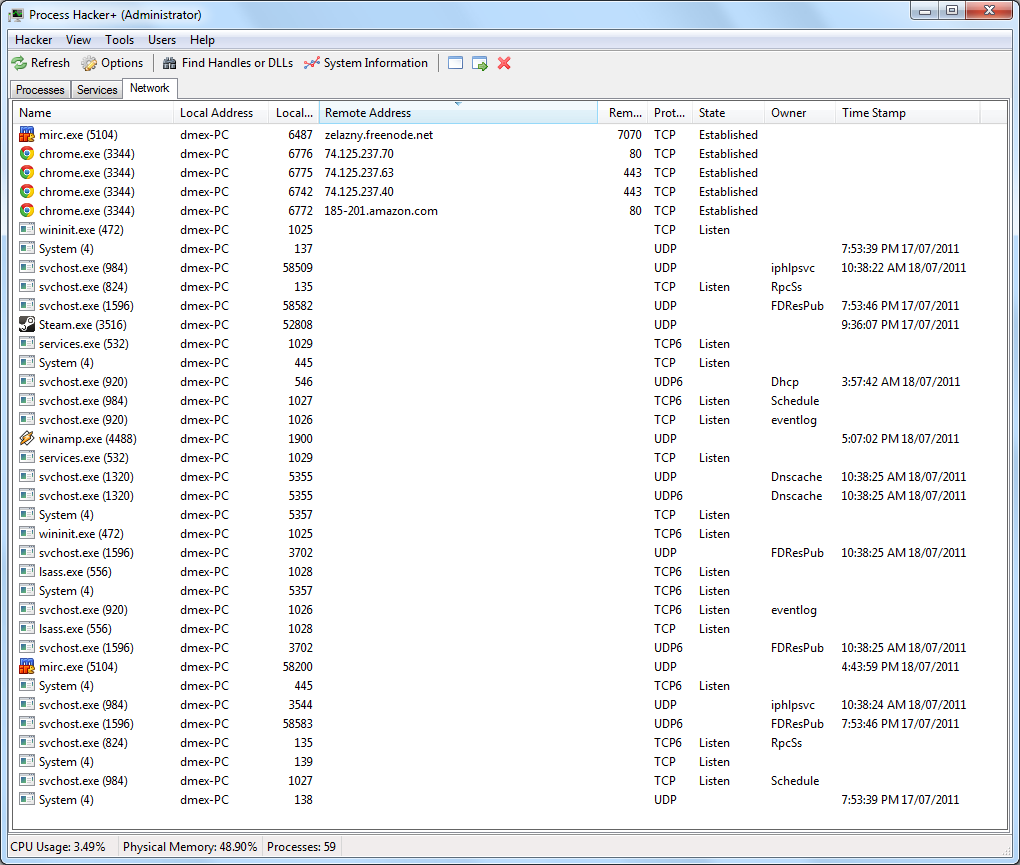 Process Hacker+ (Administrator)
Hacker View Tools Users Help
Refresh Options Find Handles or DLLs System Information
Processes Services Network
Name Local Address Local... Remote Address Rem... Prot... State Owner Time Stamp
mirc.exe (5104) dmex-PC 6487 zelazny.freenode.net 7070 TCP Established
chrome.exe (3344) dmex-PC 6776 74.125.237.70 80 TCP Established
chrome.exe (3344) dmex-PC 6775 74.125.237.63 443 TCP Established
chrome.exe (3344) dmex-PC 6742 74.125.237.40 443 TCP Established
chrome.exe (3344) dmex-PC 6772 185-201.amazon.com 80 TCP Established
wininit.exe (472) dmex-PC 1025 TCP Listen
System (4) dmex-PC 137 UDP 7:53:39 PM 17/07/2011
svchost.exe (984) dmex-PC 58509 UDP iphlpsvc 10:38:22 AM 18/07/2011
svchost.exe (824) dmex-PC 135 TCP Listen RpcSs
svchost.exe (1596) dmex-PC 58582 UDP FDResPub 7:53:46 PM 17/07/2011
Steam.exe (3516) dmex-PC 52808 UDP 9:36:07 PM 17/07/2011
services.exe (532) dmex-PC 1029 TCP6 Listen
System (4) dmex-PC 445 TCP Listen
svchost.exe (920) dmex-PC 546 UDP6 Dhcp 3:57:42 AM 18/07/2011
svchost.exe (984) dmex-PC 1027 TCP6 Listen Schedule
svchost.exe (920) dmex-PC 1026 TCP Listen eventlog
winamp.exe (4488) dmex-PC 1900 UDP 5:07:02 PM 18/07/2011
services.exe (532) dmex-PC 1029 TCP Listen
svchost.exe (1320) dmex-PC 5355 UDP Dnscache 10:38:25 AM 18/07/2011
svchost.exe (1320) dmex-PC 5355 UDP6 Dnscache 10:38:25 AM 18/07/2011
System (4) dmex-PC 5357 TCP Listen
wininit.exe (472) dmex-PC 1025 TCP6 Listen
svchost.exe (1596) dmex-PC 3702 UDP FDResPub 10:38:25 AM 18/07/2011
lsass.exe (556) dmex-PC 1028 TCP6 Listen
System (4) dmex-PC 5357 TCP6 Listen
svchost.exe (920) dmex-PC 1026 TCP6 Listen eventlog
lsass.exe (556) dmex-PC 1028 TCP Listen
svchost.exe (1596) dmex-PC 3702 UDP6 FDResPub 10:38:25 AM 18/07/2011
mirc.exe (5104) dmex-PC 58200 UDP 4:43:59 PM 18/07/2011
System (4) dmex-PC 445 TCP6 Listen
svchost.exe (984) dmex-PC 3544 UDP iphlpsvc 10:38:24 AM 18/07/2011
svchost.exe (1596) dmex-PC 58583 UDP6 FDResPub 7:53:46 PM 17/07/2011
svchost.exe (824) dmex-PC 135 TCP6 Listen RpcSs
System (4) dmex-PC 139 TCP Listen
svchost.exe (984) dmex-PC 1027 TCP Listen Schedule
System (4) dmex-PC 138 UDP 7:53:39 PM 17/07/2011
CPU Usage: 3.49% Physical Memory: 48.90% Processes: 59